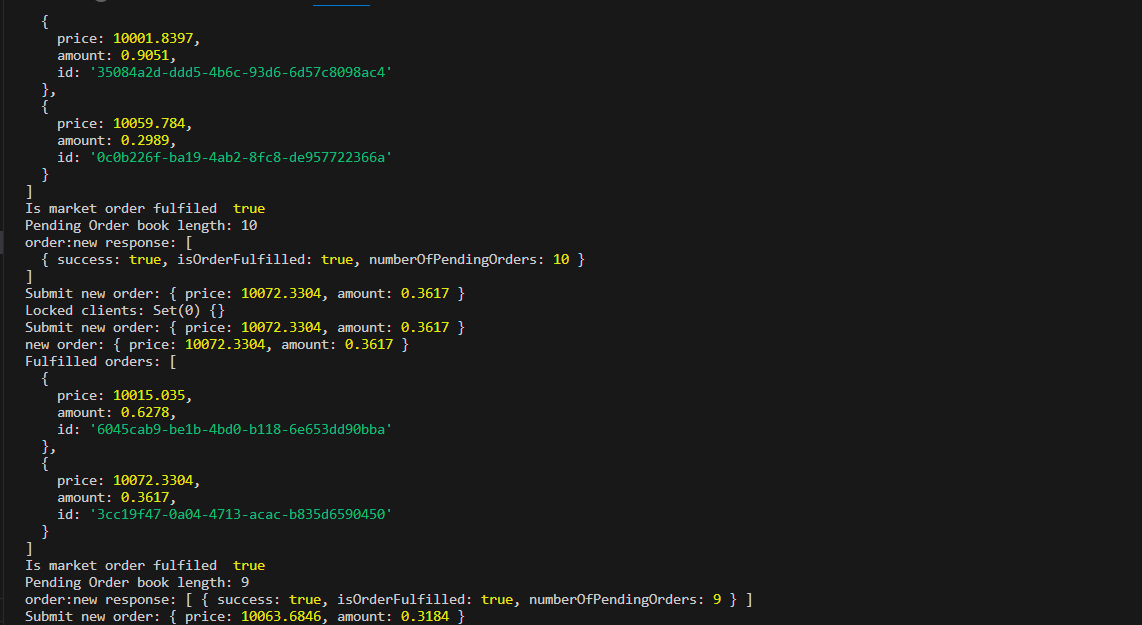 {
price: 10001.8397,
amount: 0.9051,
id: '35084a2d-ddd5-4b6c-93d6-6d57c8098ac4'
},
{
price: 10059.784,
amount: 0.2989,
id: '0c0b226f-ba19-4ab2-8fc8-de957722366a'
}
]
Is market order fulfiled  true
Pending Order book length: 10
order:new response: [
{ success: true, isOrderFulfilled: true, numberOfPendingOrders: 10 }
]
Submit new order: { price: 10072.3304, amount: 0.3617 }
Locked clients: Set(0) {}
Submit new order: { price: 10072.3304, amount: 0.3617 }
new order: { price: 10072.3304, amount: 0.3617 }
Fulfilled orders: [
{
price: 10015.035,
amount: 0.6278,
id: '6045cab9-be1b-4bd0-b118-6e653dd90bba'
},
{
price: 10072.3304,
amount: 0.3617,
id: '3cc19f47-0a04-4713-acac-b835d6590450'
}
]
Is market order fulfiled  true
Pending Order book length: 9
order:new response: [ { success: true, isOrderFulfilled: true, numberOfPendingOrders: 9 } ]
Submit new order: { price: 10063.6846, amount: 0.3184 }